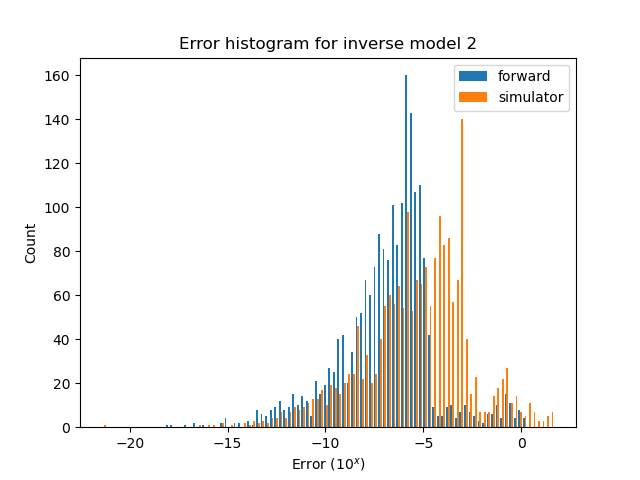 Error histogram for inverse model 2
forward
simulator
160
140
120
100
80
60
40
20
0
Count
−20
−15
−10
−5
0
Error (10^x)